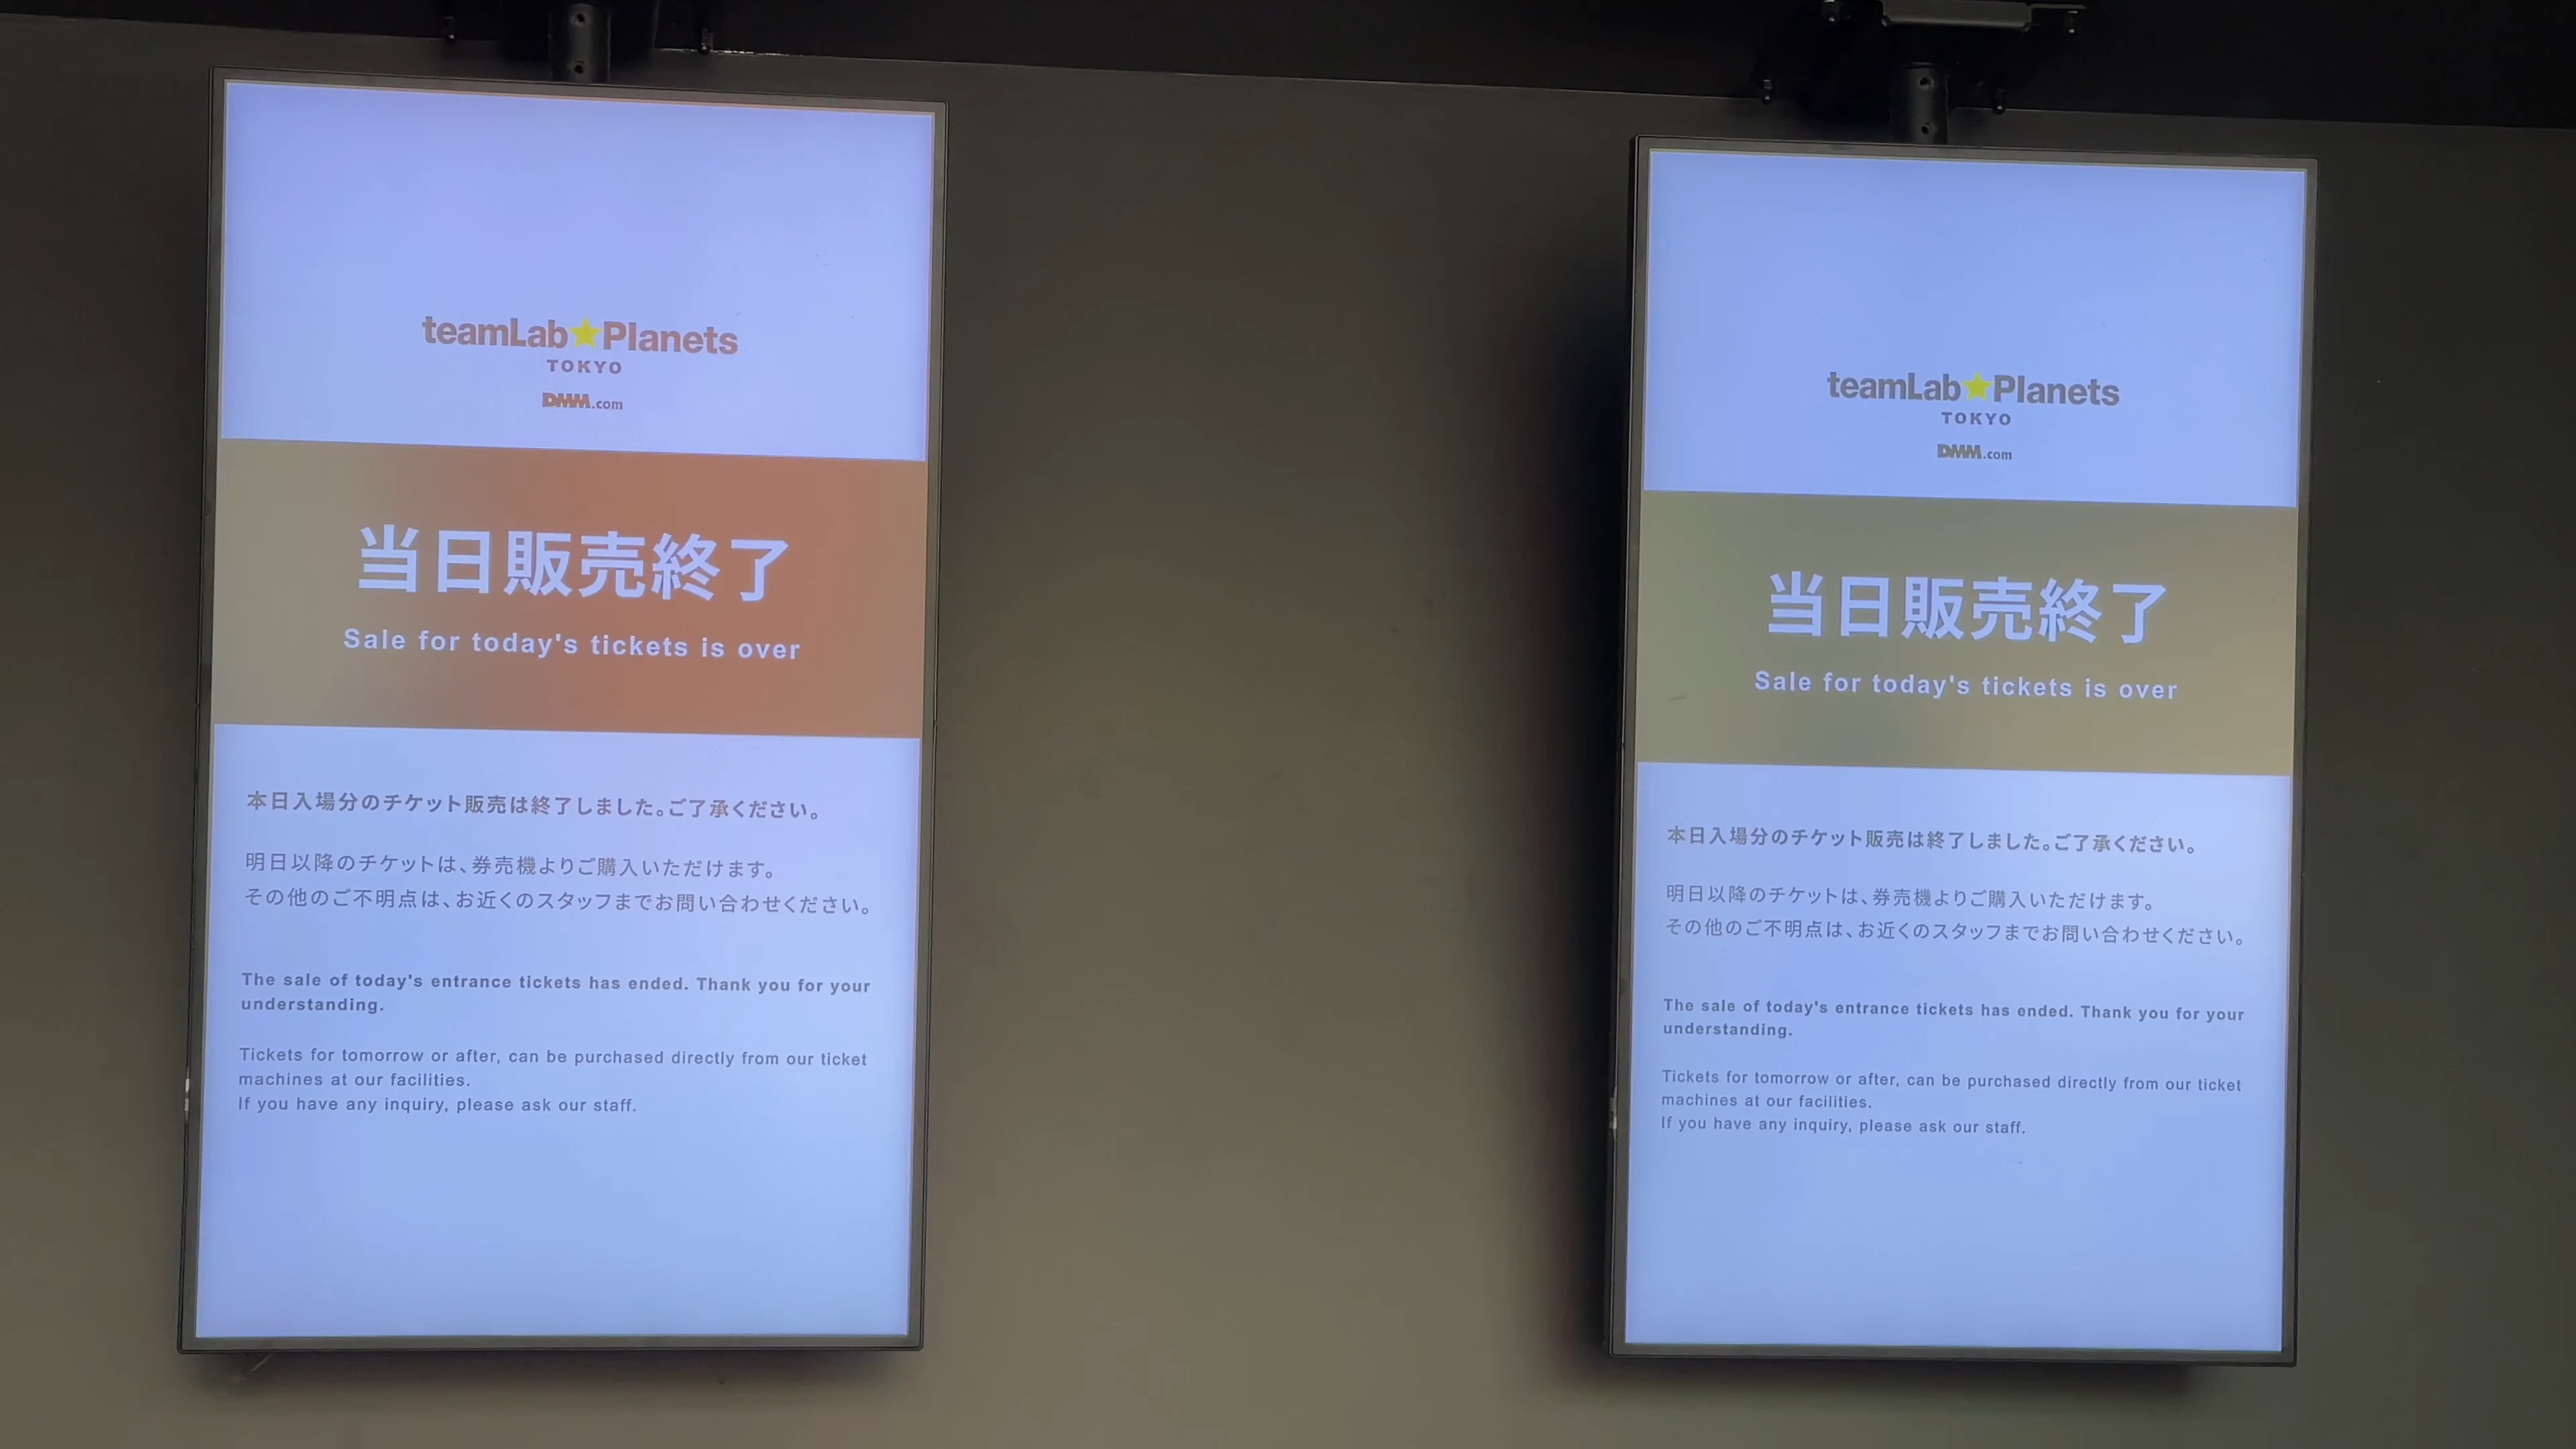 teamLab★Planets
TOKYO
DMM.com
当日販売終了
Sale for today's tickets is over
本日入場分のチケット販売は終了しました。ご了承ください。
明日以降のチケットは、券売機よりご購入いただけます。
その他のご不明点は、お近くのスタッフまでお問い合わせください。
The sale of today's entrance tickets has ended. Thank you for your
understanding.
Tickets for tomorrow or after, can be purchased directly from our ticket
machines at our facilities.
If you have any inquiry, please ask our staff.
teamLab★Planets
TOKYO
DMM.com
当日販売終了
Sale for today's tickets is over
本日入場分のチケット販売は終了しました。ご了承ください。
明日以降のチケットは、券売機よりご購入いただけます。
その他のご不明点は、お近くのスタッフまでお問い合わせください。
The sale of today's entrance tickets has ended. Thank you for your
understanding.
Tickets for tomorrow or after, can be purchased directly from our ticket
machines at our facilities.
If you have any inquiry, please ask our staff.